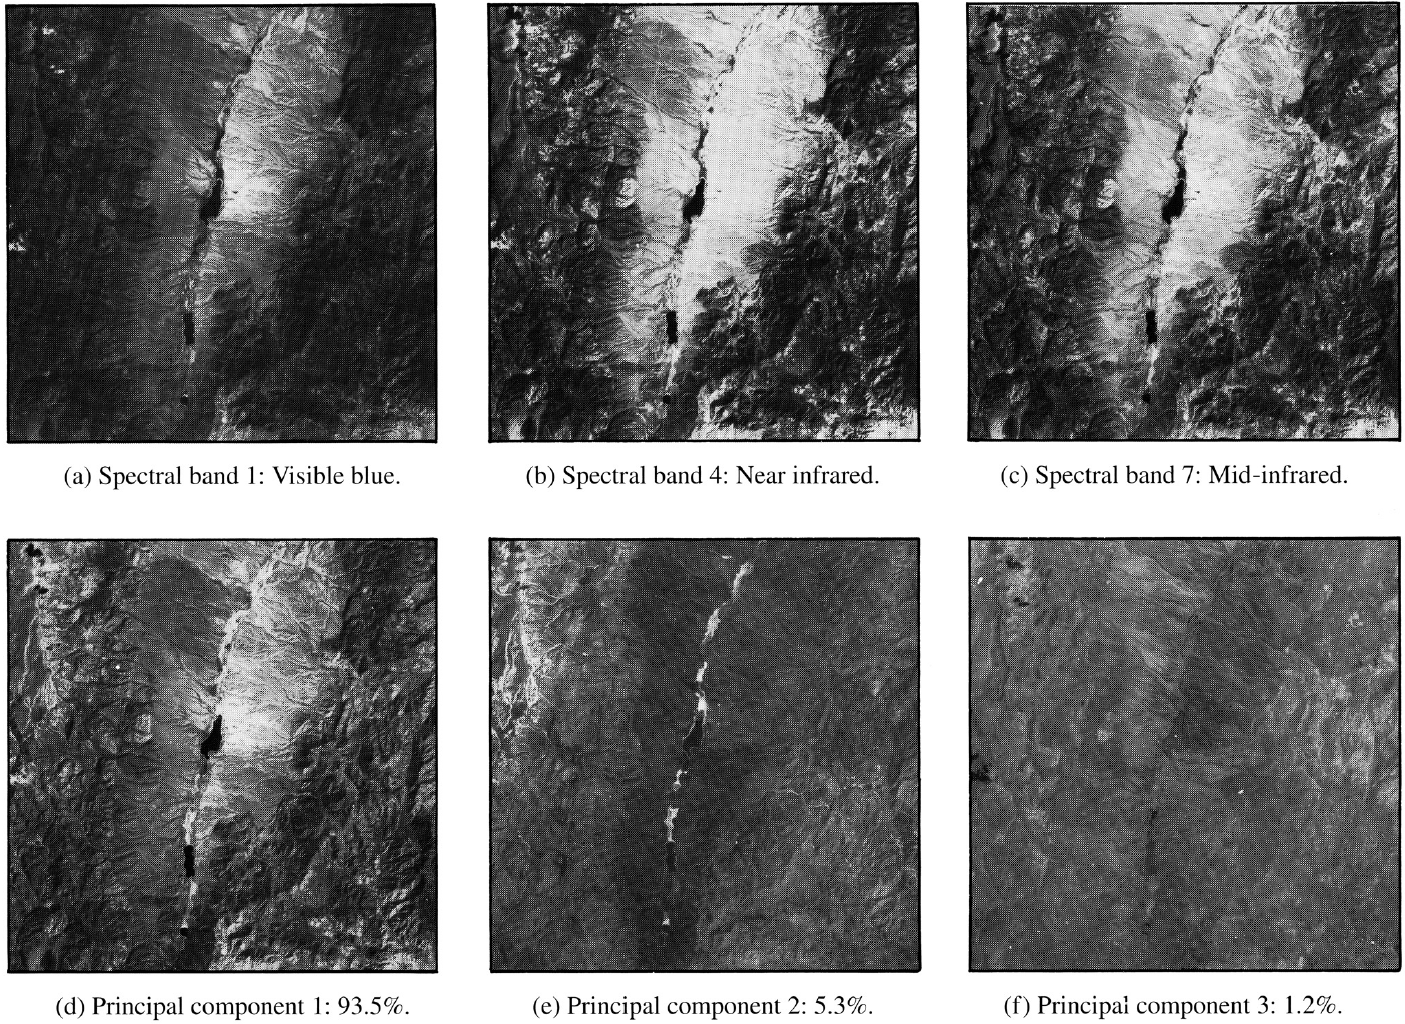 (a) Spectral band 1: Visible blue.
(b) Spectral band 4: Near infrared.
(c) Spectral band 7: Mid-infrared.
(d) Principal component 1: 93.5%.
(e) Principal component 2: 5.3%.
(f) Principal component 3: 1.2%.